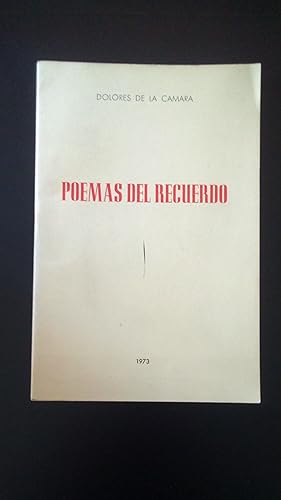 DOLORES DE LA CAMARA
POEMAS DEL RECUERDO
1973